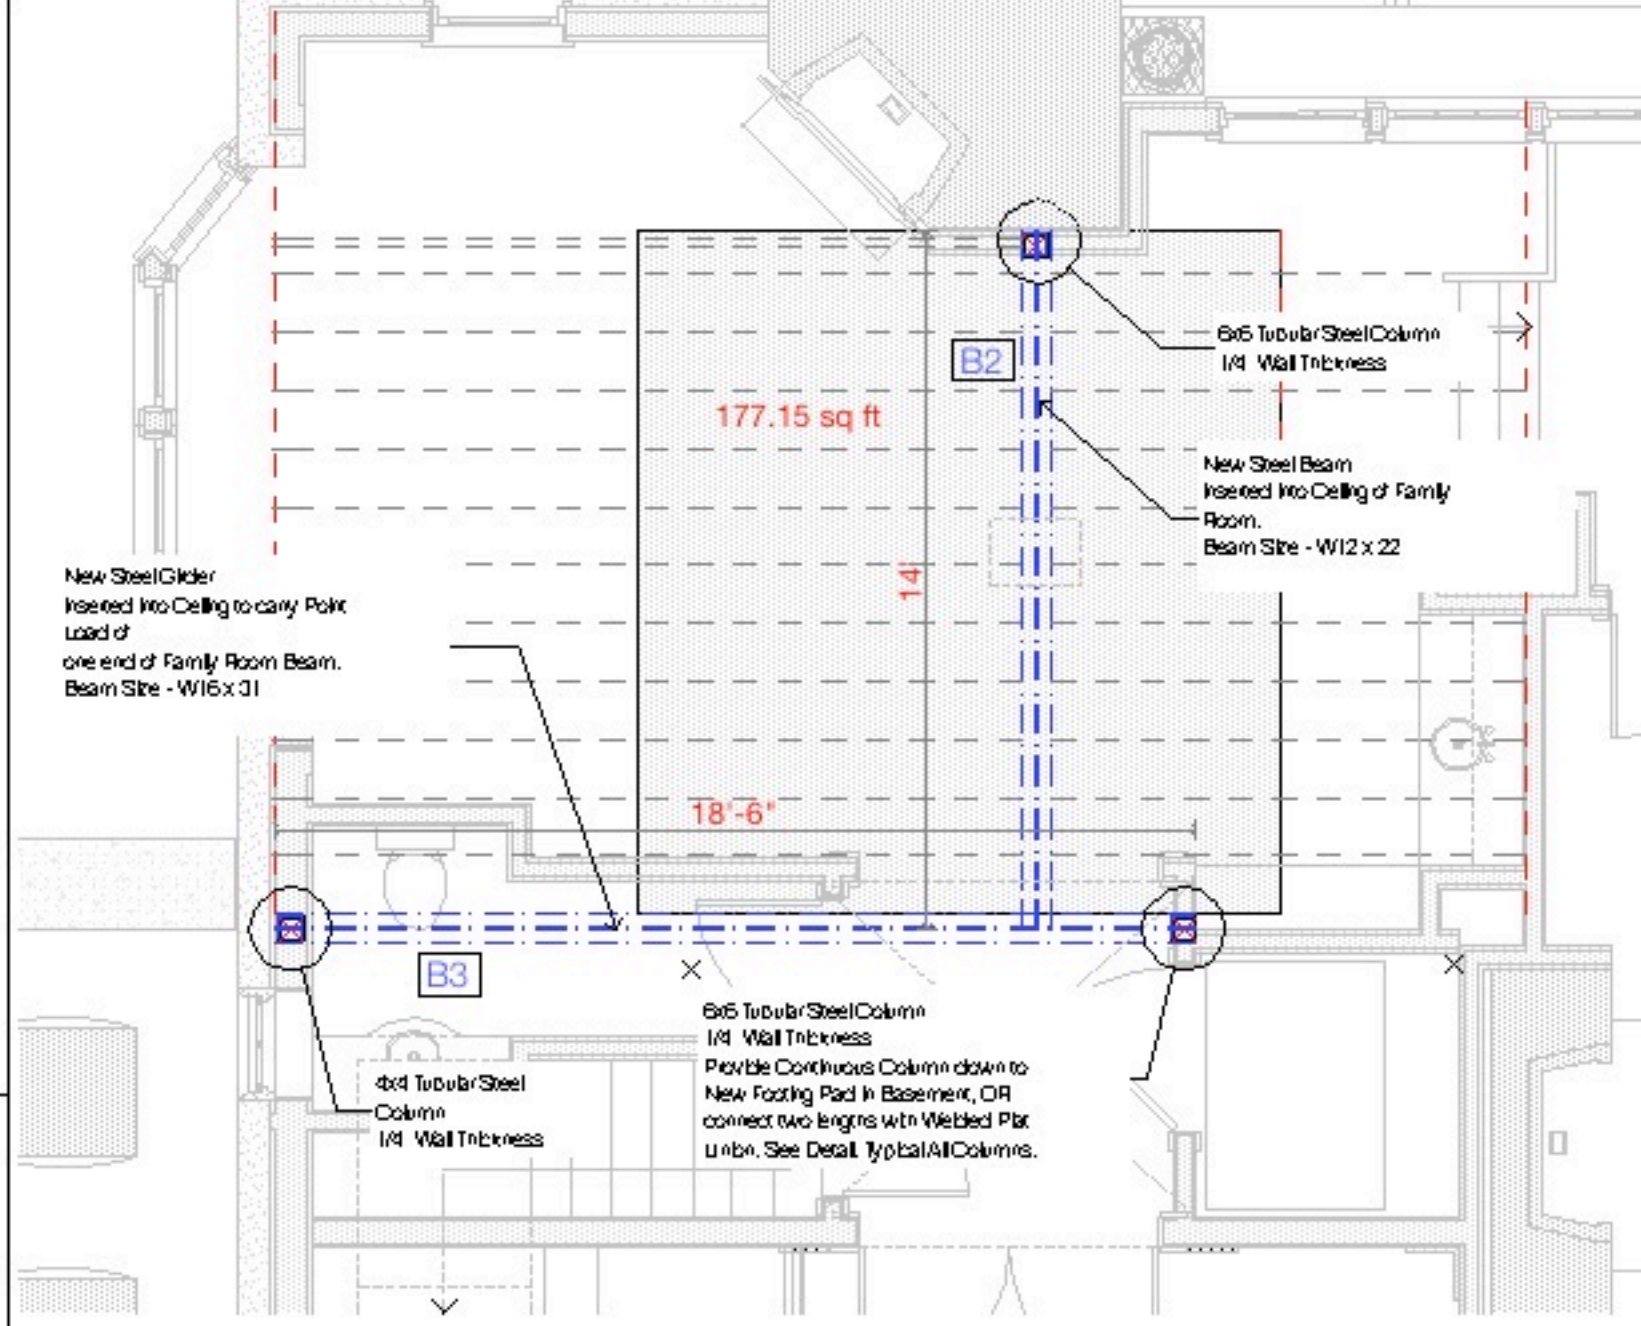 6x6 Tubular Steel Column
1/4 Wall Thickness
B2
177.15 sq ft
New Steel Beam
Inserted Into Ceiling of Family
Room.
Beam Size - W12 x 22
14'
New Steel Girder
Inserted Into Ceiling to carry Point
Load of
one end of Family Room Beam.
Beam Size - W16 x 31
18'-6"
B3
6x6 Tubular Steel Column
1/4 Wall Thickness
Provide Continuous Column down to
New Footing Pad in Basement, OR
connect two lengths with Welded Plat
union. See Detail. Typical All Columns.
4x4 Tubular Steel
Column
1/4 Wall Thickness